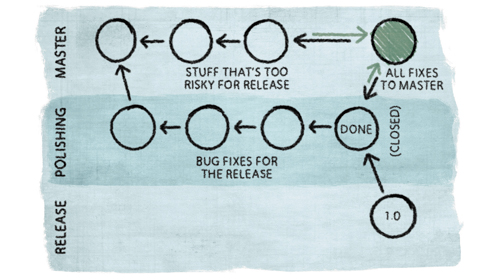 MASTER
STUFF THAT'S TOO
RISKY FOR RELEASE
ALL FIXES
TO MASTER
POLISHING
DONE
(CLOSED)
BUG FIXES FOR
THE RELEASE
RELEASE
1.0